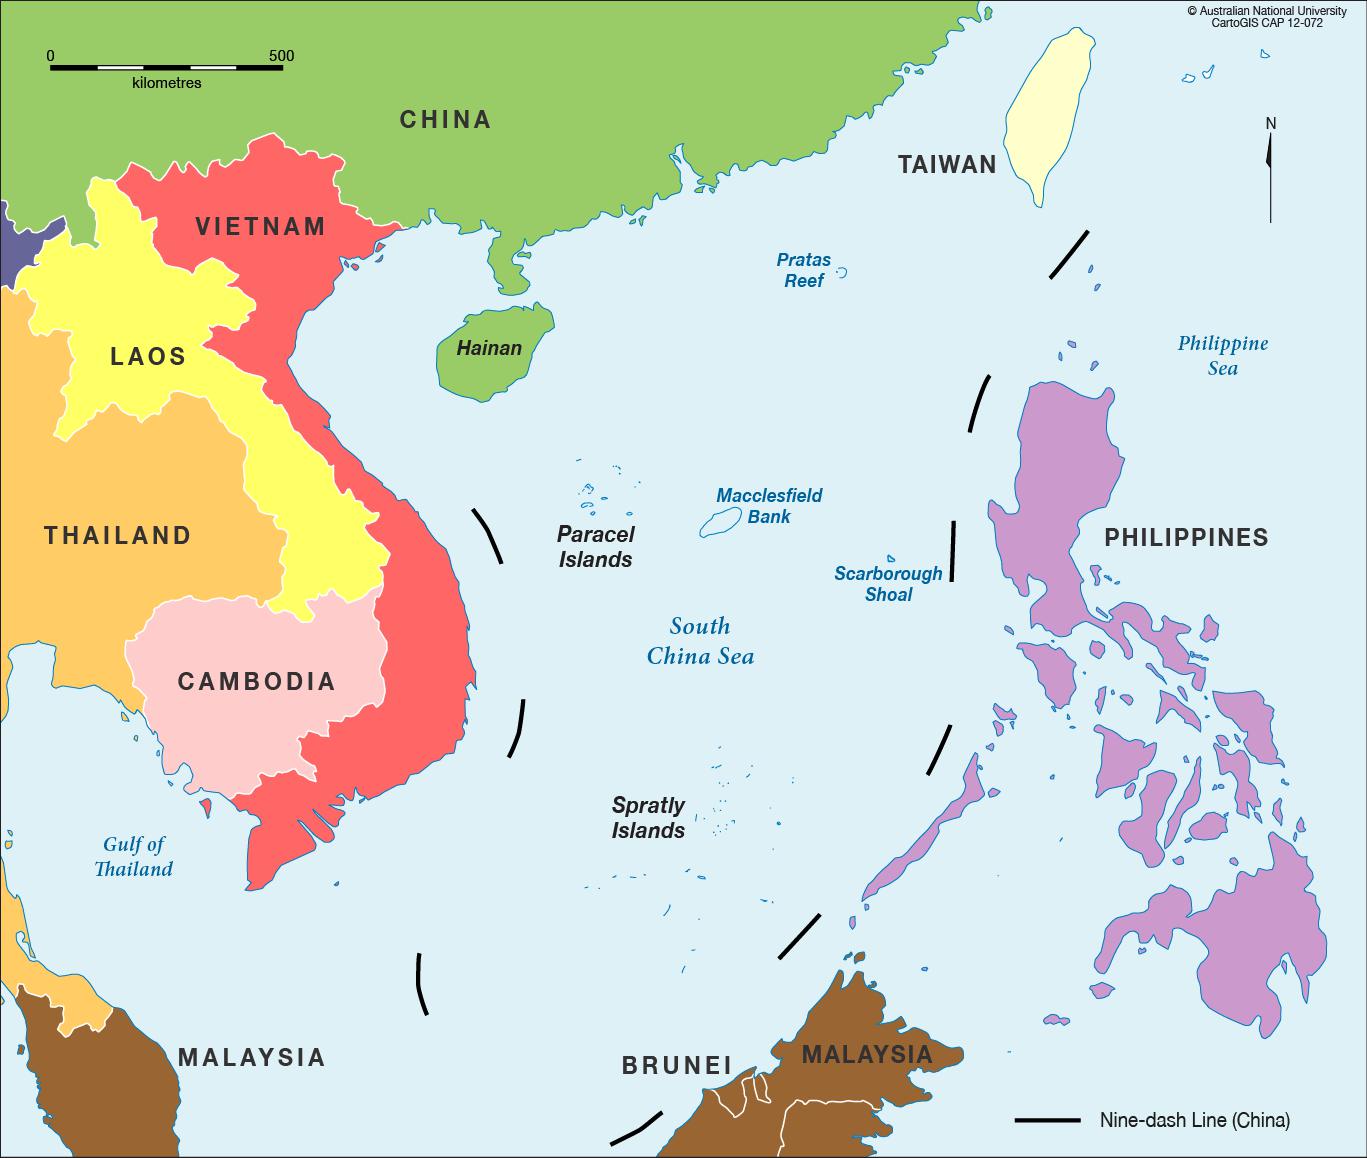 © Australian National University
CartoGIS CAP 12-072
0 500
kilometres
CHINA
N
TAIWAN
VIETNAM
Pratas
Reef
Philippine
Sea
Hainan
LAOS
Macclesfield
Bank
THAILAND
Paracel
Islands
PHILIPPINES
Scarborough
Shoal
South
China Sea
CAMBODIA
Spratly
Islands
Gulf of
Thailand
MALAYSIA
BRUNEI
MALAYSIA
Nine-dash Line (China)